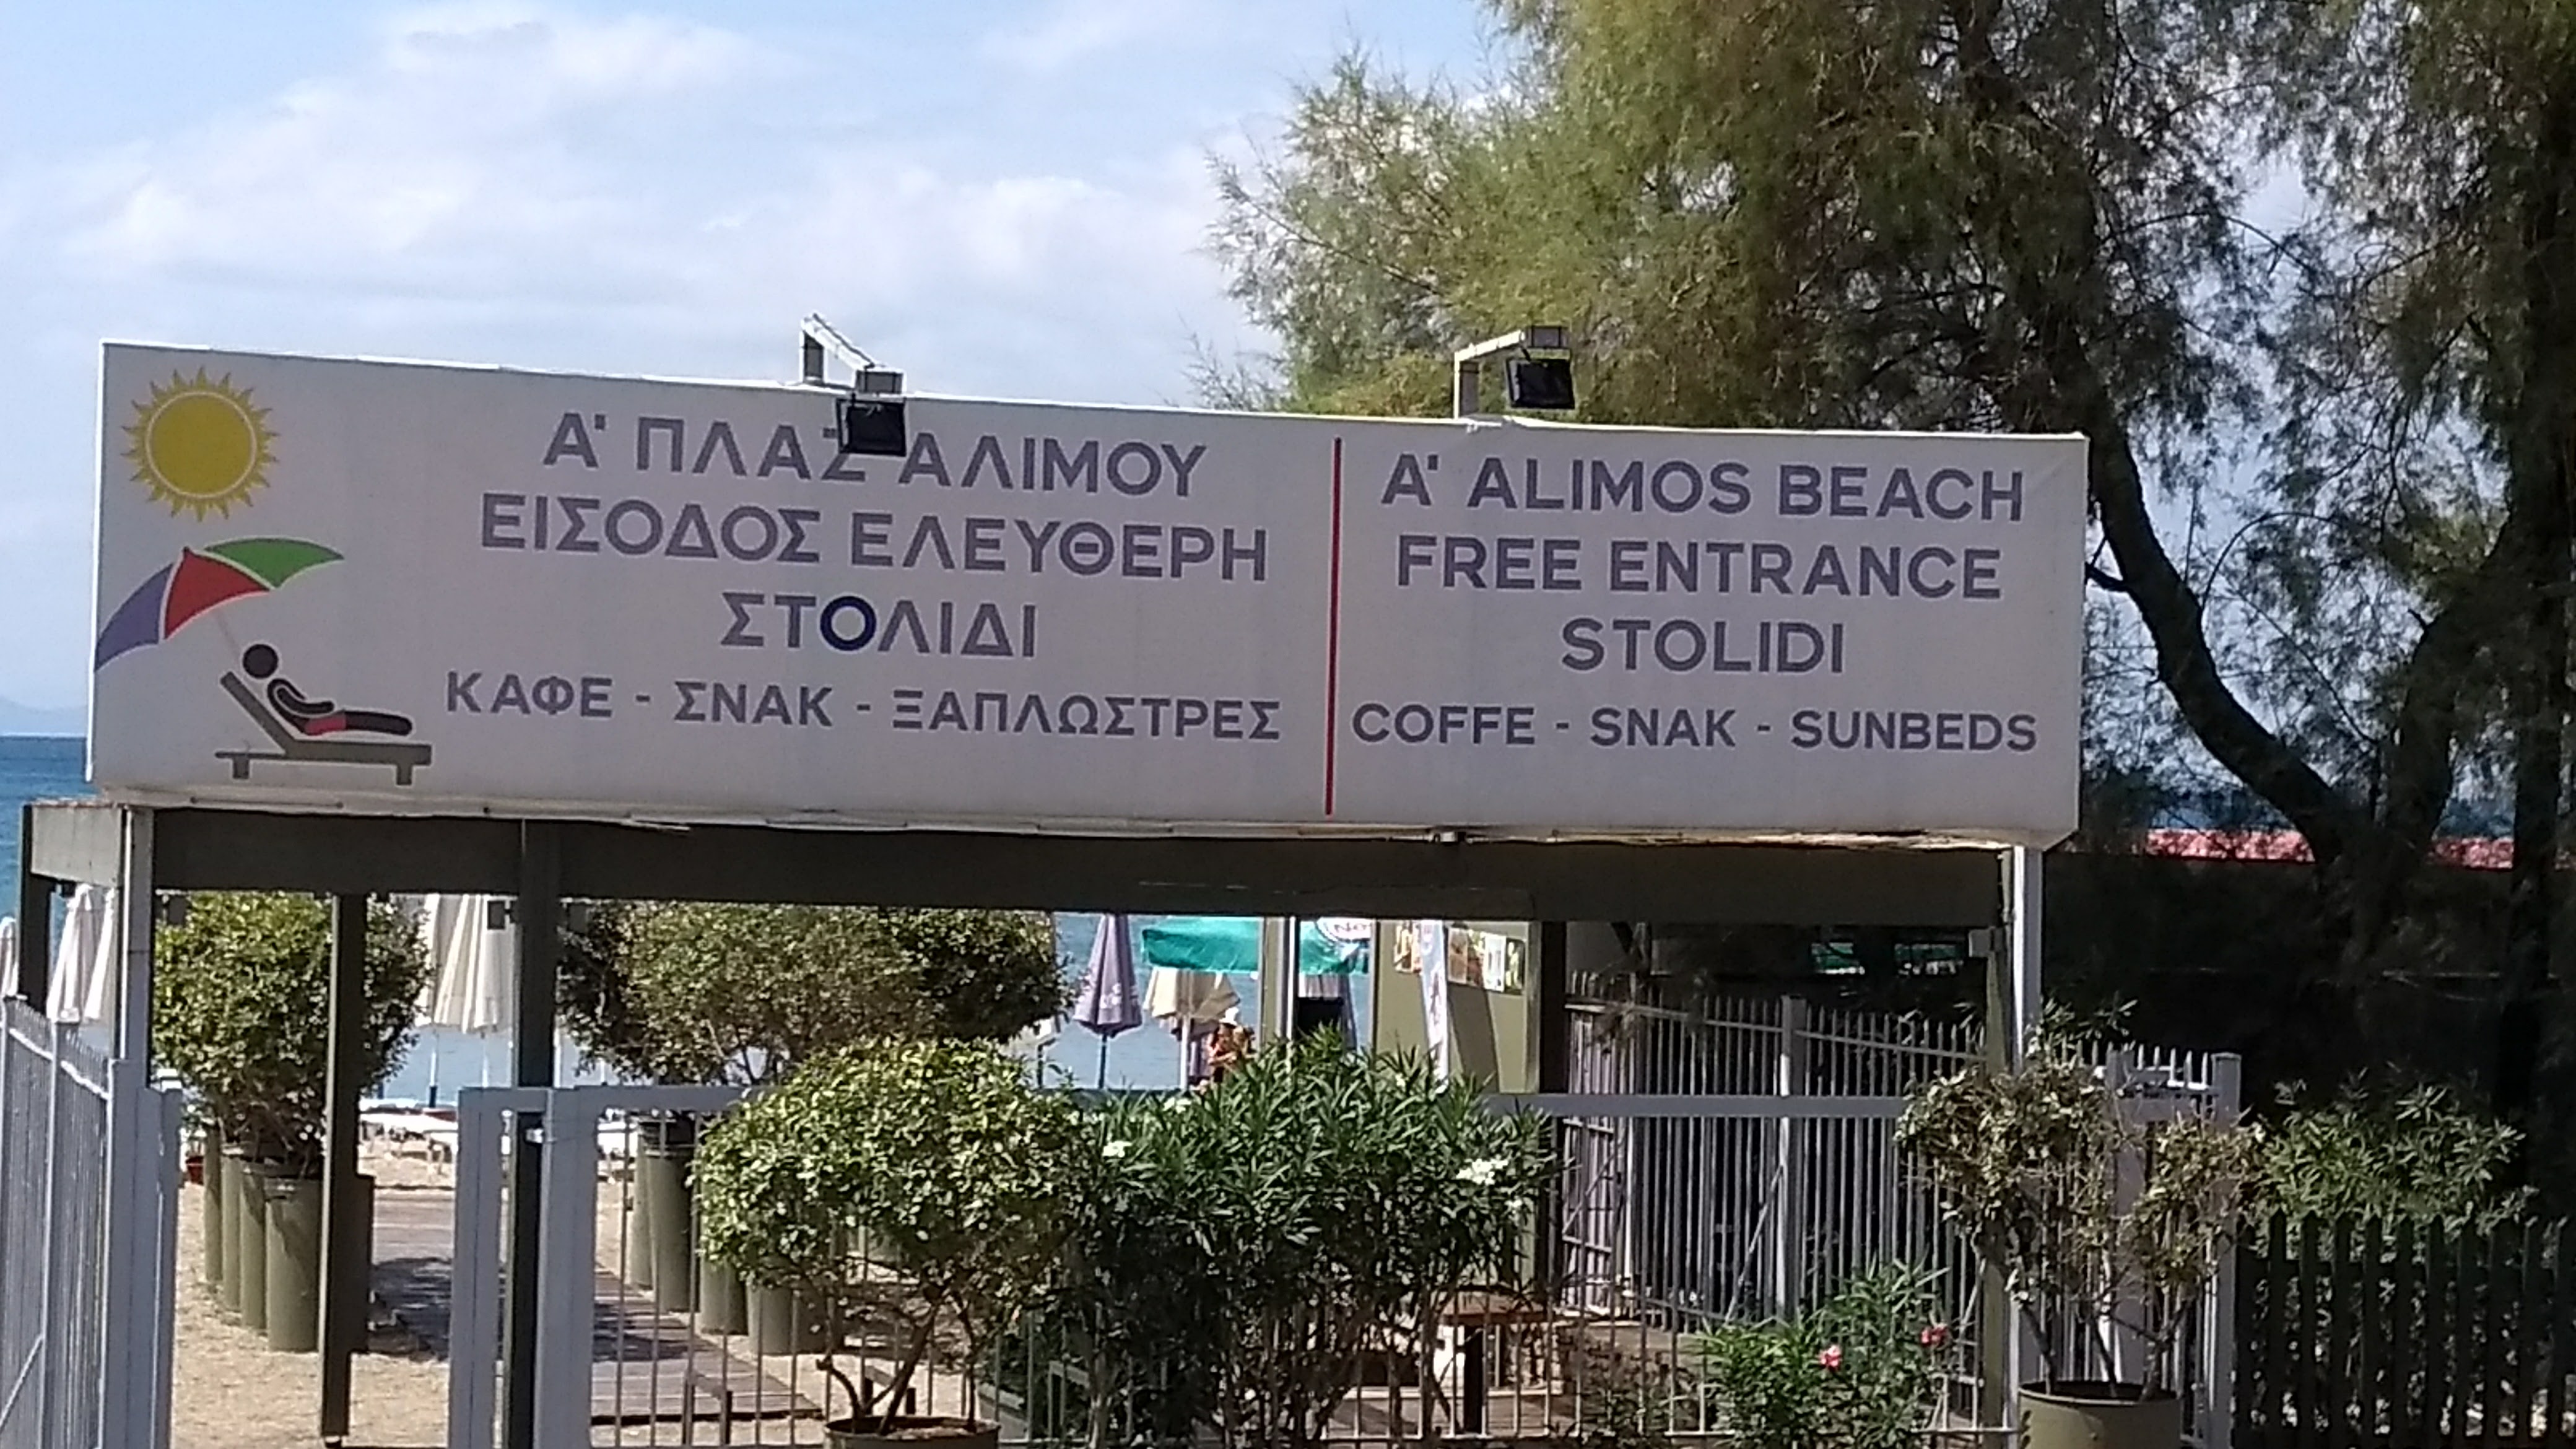 Α' ΠΛΑΖ ΑΛΙΜΟΥ
ΕΙΣΟΔΟΣ ΕΛΕΥΘΕΡΗ
ΣΤΟΛΙΔΙ
ΚΑΦΕ - ΣΝΑΚ - ΞΑΠΛΩΣΤΡΕΣ
A' ALIMOS BEACH
FREE ENTRANCE
STOLIDI
COFFE - SNAK - SUNBEDS